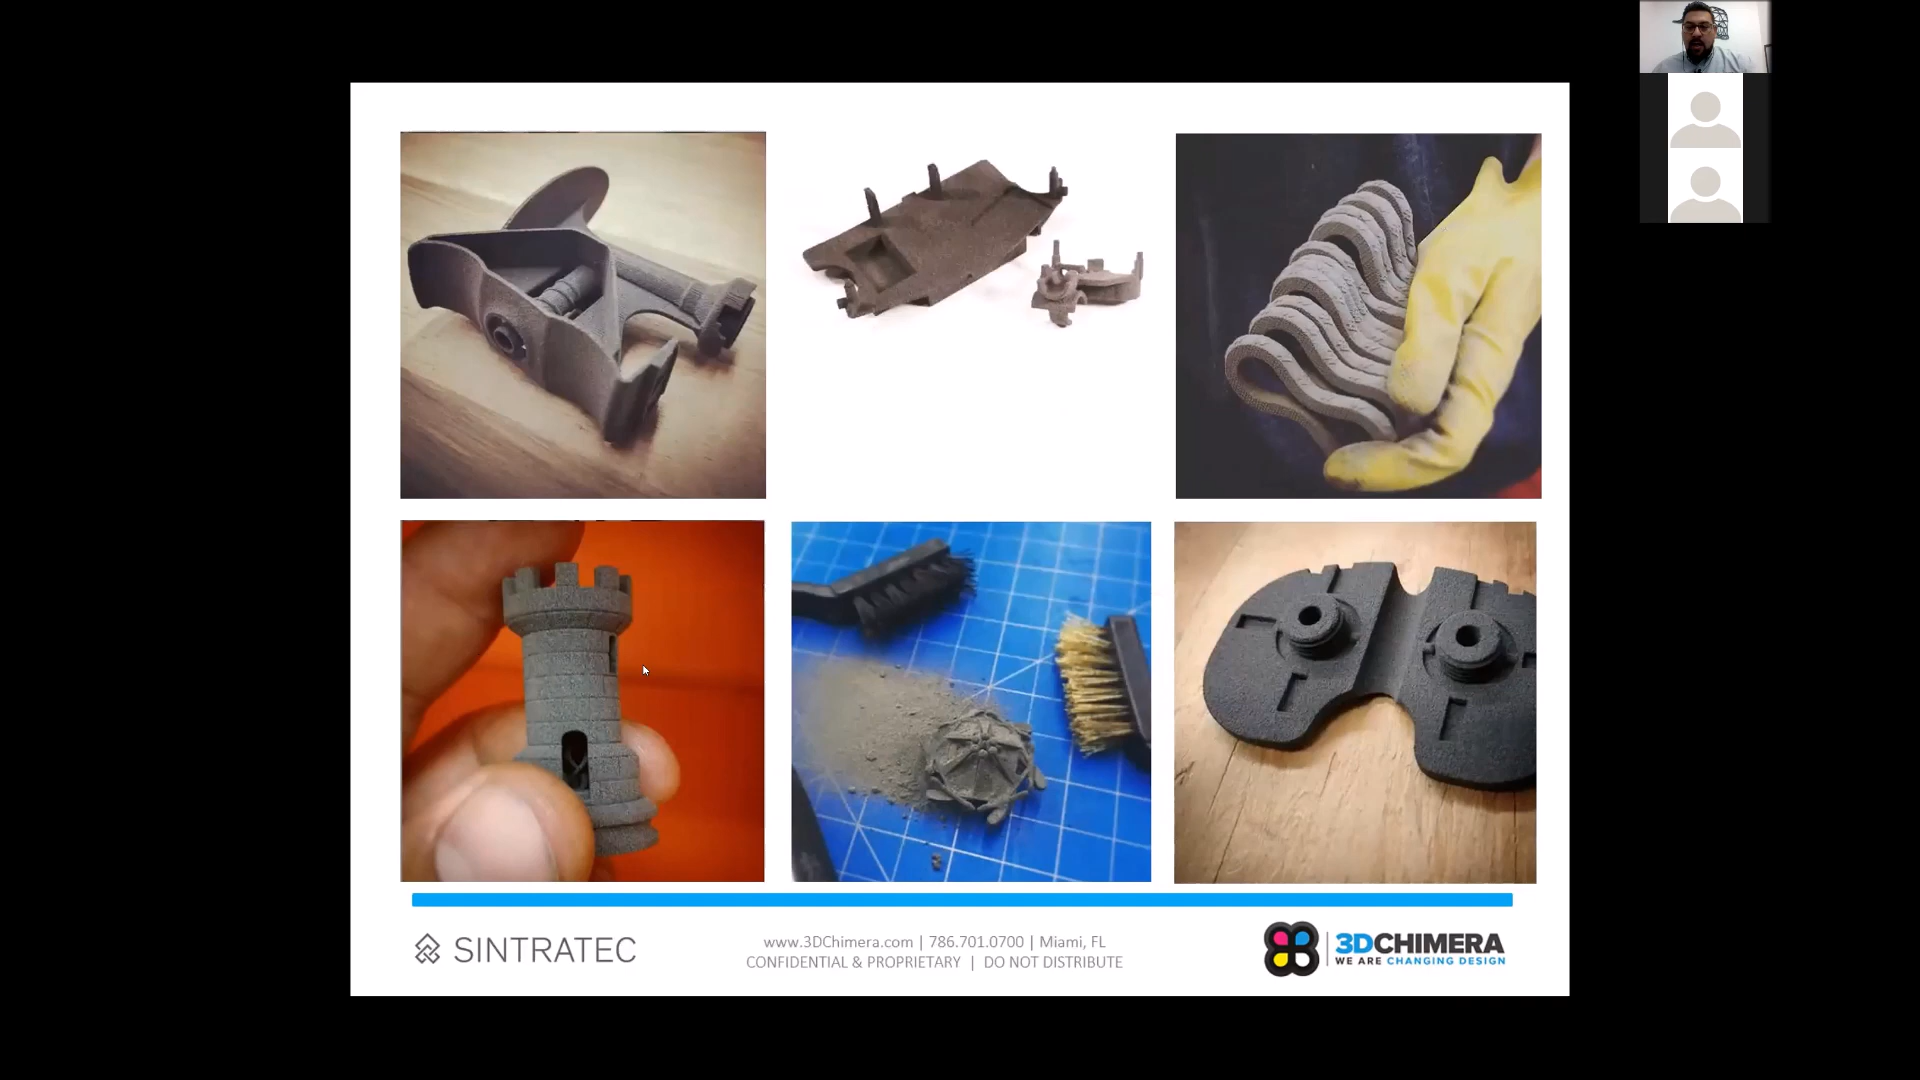 SINTRATEC
www.3DChimera.com | 786.701.0700 | Miami, FL
CONFIDENTIAL & PROPRIETARY | DO NOT DISTRIBUTE
3DCHIMERA
WE ARE CHANGING DESIGN